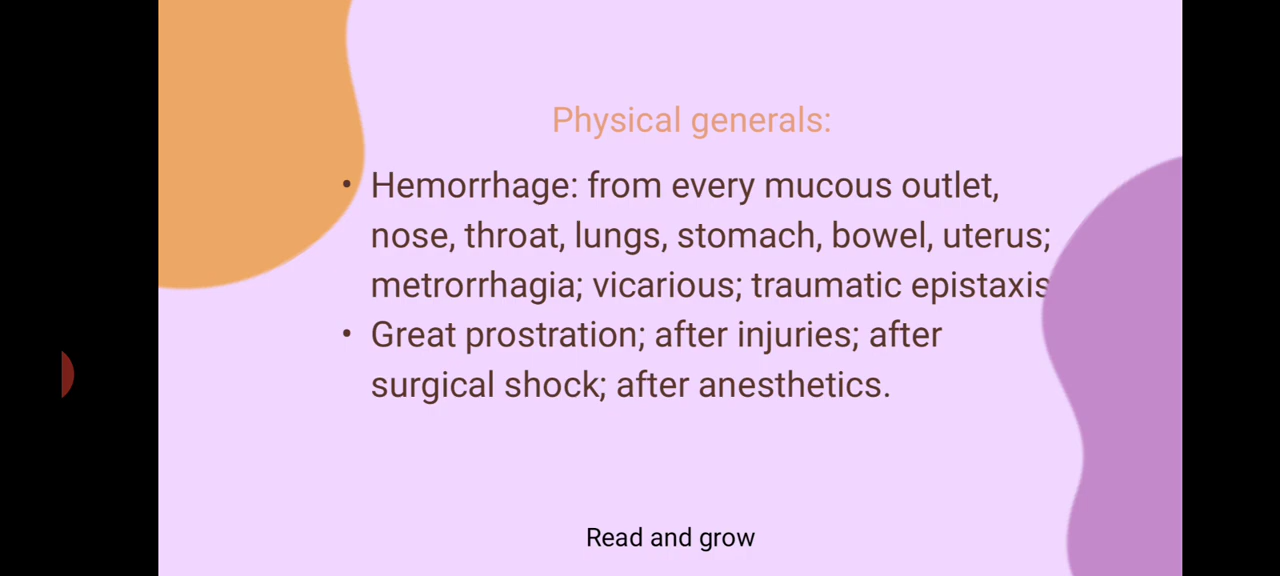 Physical generals:
• Hemorrhage: from every mucous outlet,
nose, throat, lungs, stomach, bowel, uterus;
metrorrhagia; vicarious; traumatic epistaxis
• Great prostration; after injuries; after
surgical shock; after anesthetics.
Read and grow